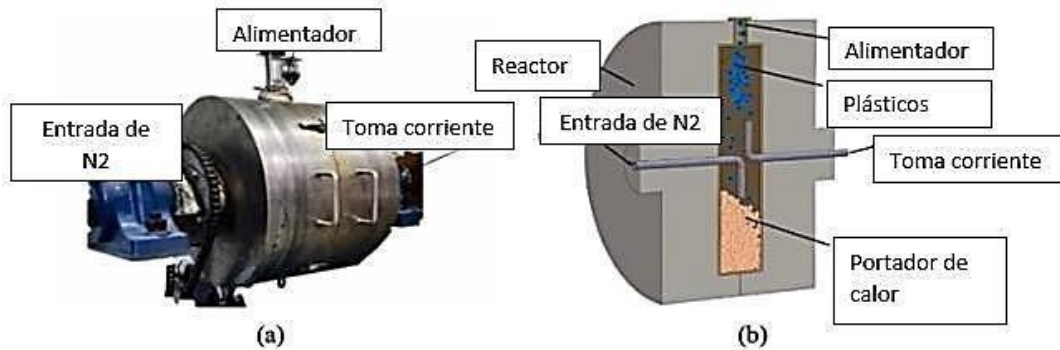 Alimentador
Entrada de
N2
Toma corriente
(a)
Reactor
Alimentador
Plásticos
Entrada de N2
Toma corriente
Portador de
calor
(b)